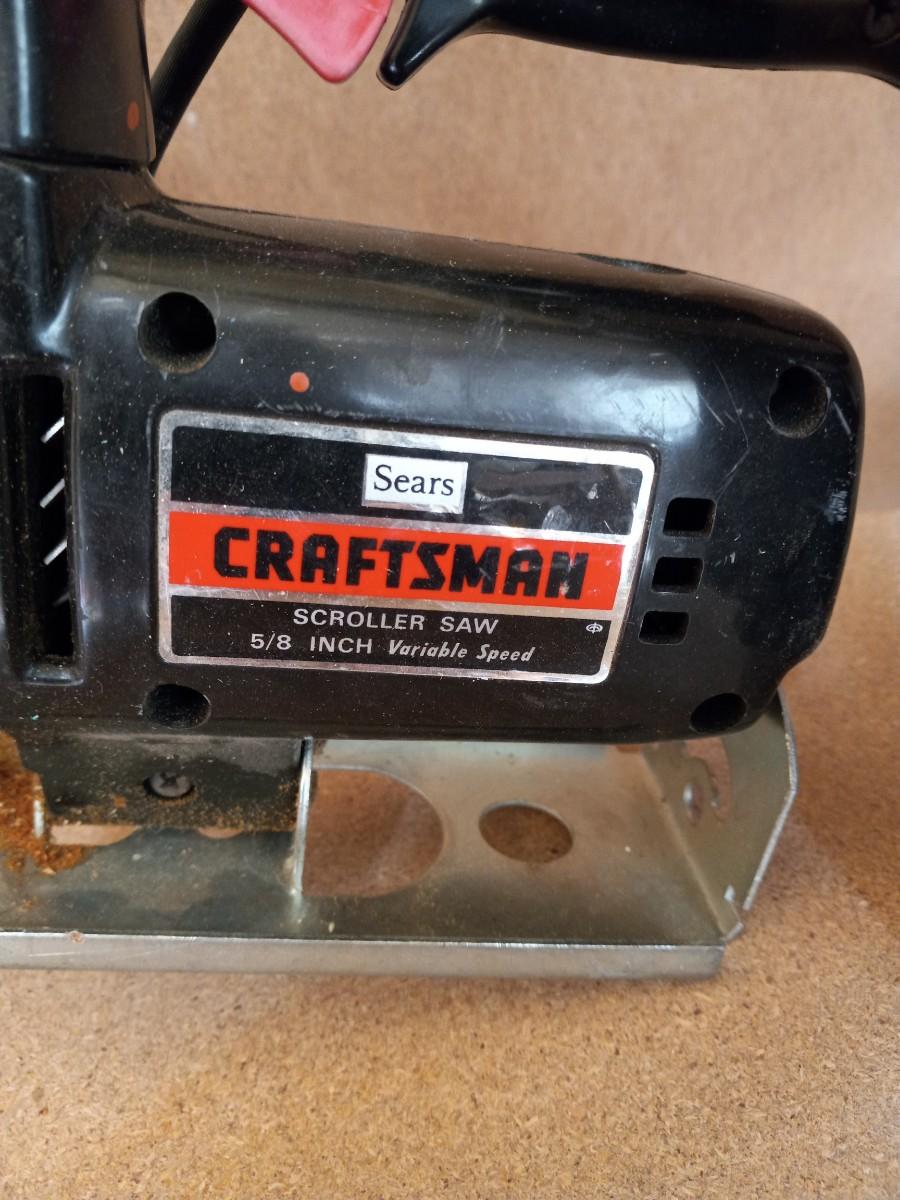 Sears
CRAFTSMAN
SCROLLER SAW
5/8 INCH Variable Speed